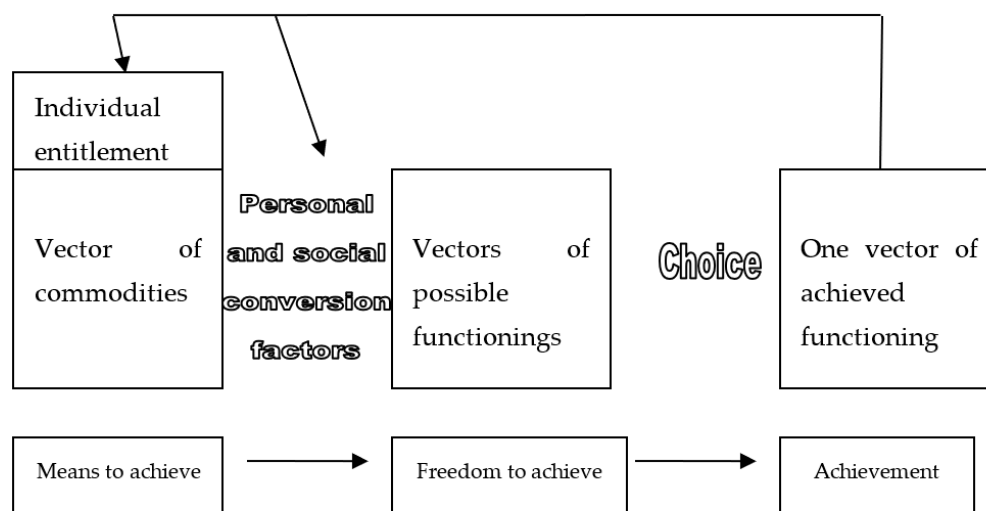 Individual
entitlement
Vector of
commodities
Personal
and social
conversion
factors
Vectors of
possible
functionings
Choice
One vector of
achieved
functioning
Means to achieve
Freedom to achieve
Achievement